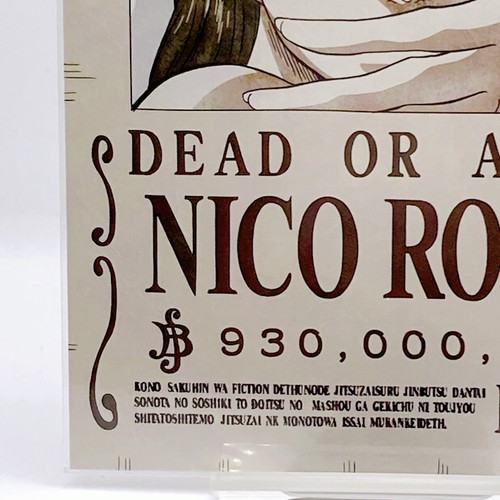 DEAD OR A
NICO RO
฿ 930,000,
KONO SAKUHIN WA FICTION DETHUNODE JITSUZAISURU JINBUTSU DANTAI
SONOTA NO SOSHIKI TO DOITSU NO MASHOU GA GEKICHU NI TOUJYOU
SHITATOSHITEMO JITSUZAI NK MONOTOWA ISSAI MUKANKEIDETH.